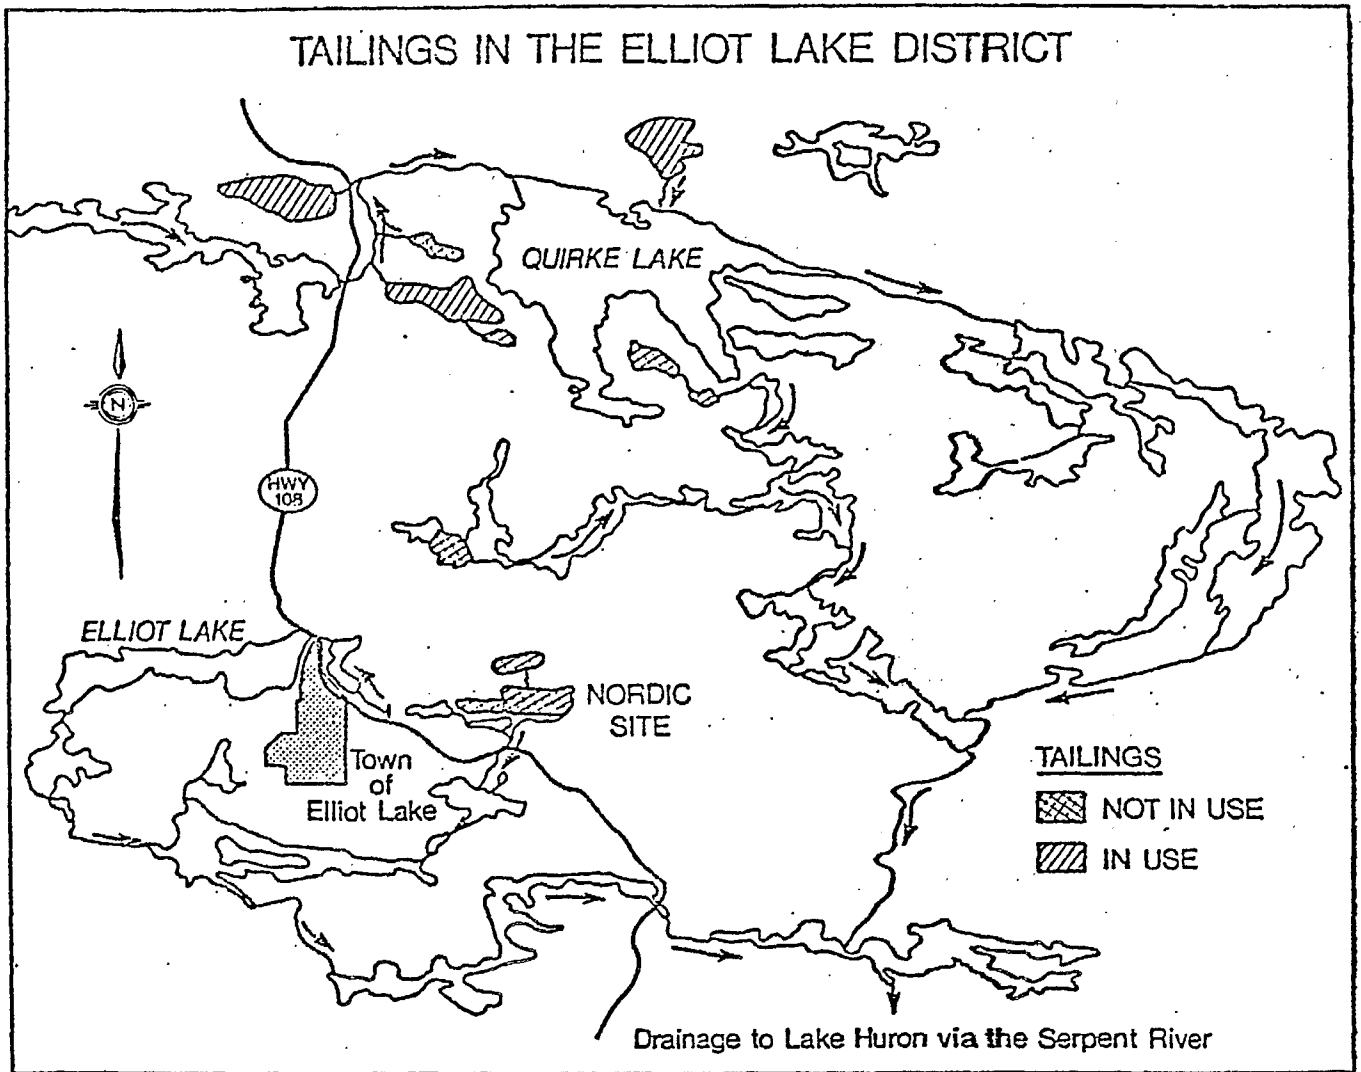 TAILINGS IN THE ELLIOT LAKE DISTRICT
QUIRKE LAKE
N
HWY
108
ELLIOT LAKE
NORDIC
SITE
Town
of
Elliot Lake
TAILINGS
NOT IN USE
IN USE
Drainage to Lake Huron via the Serpent River